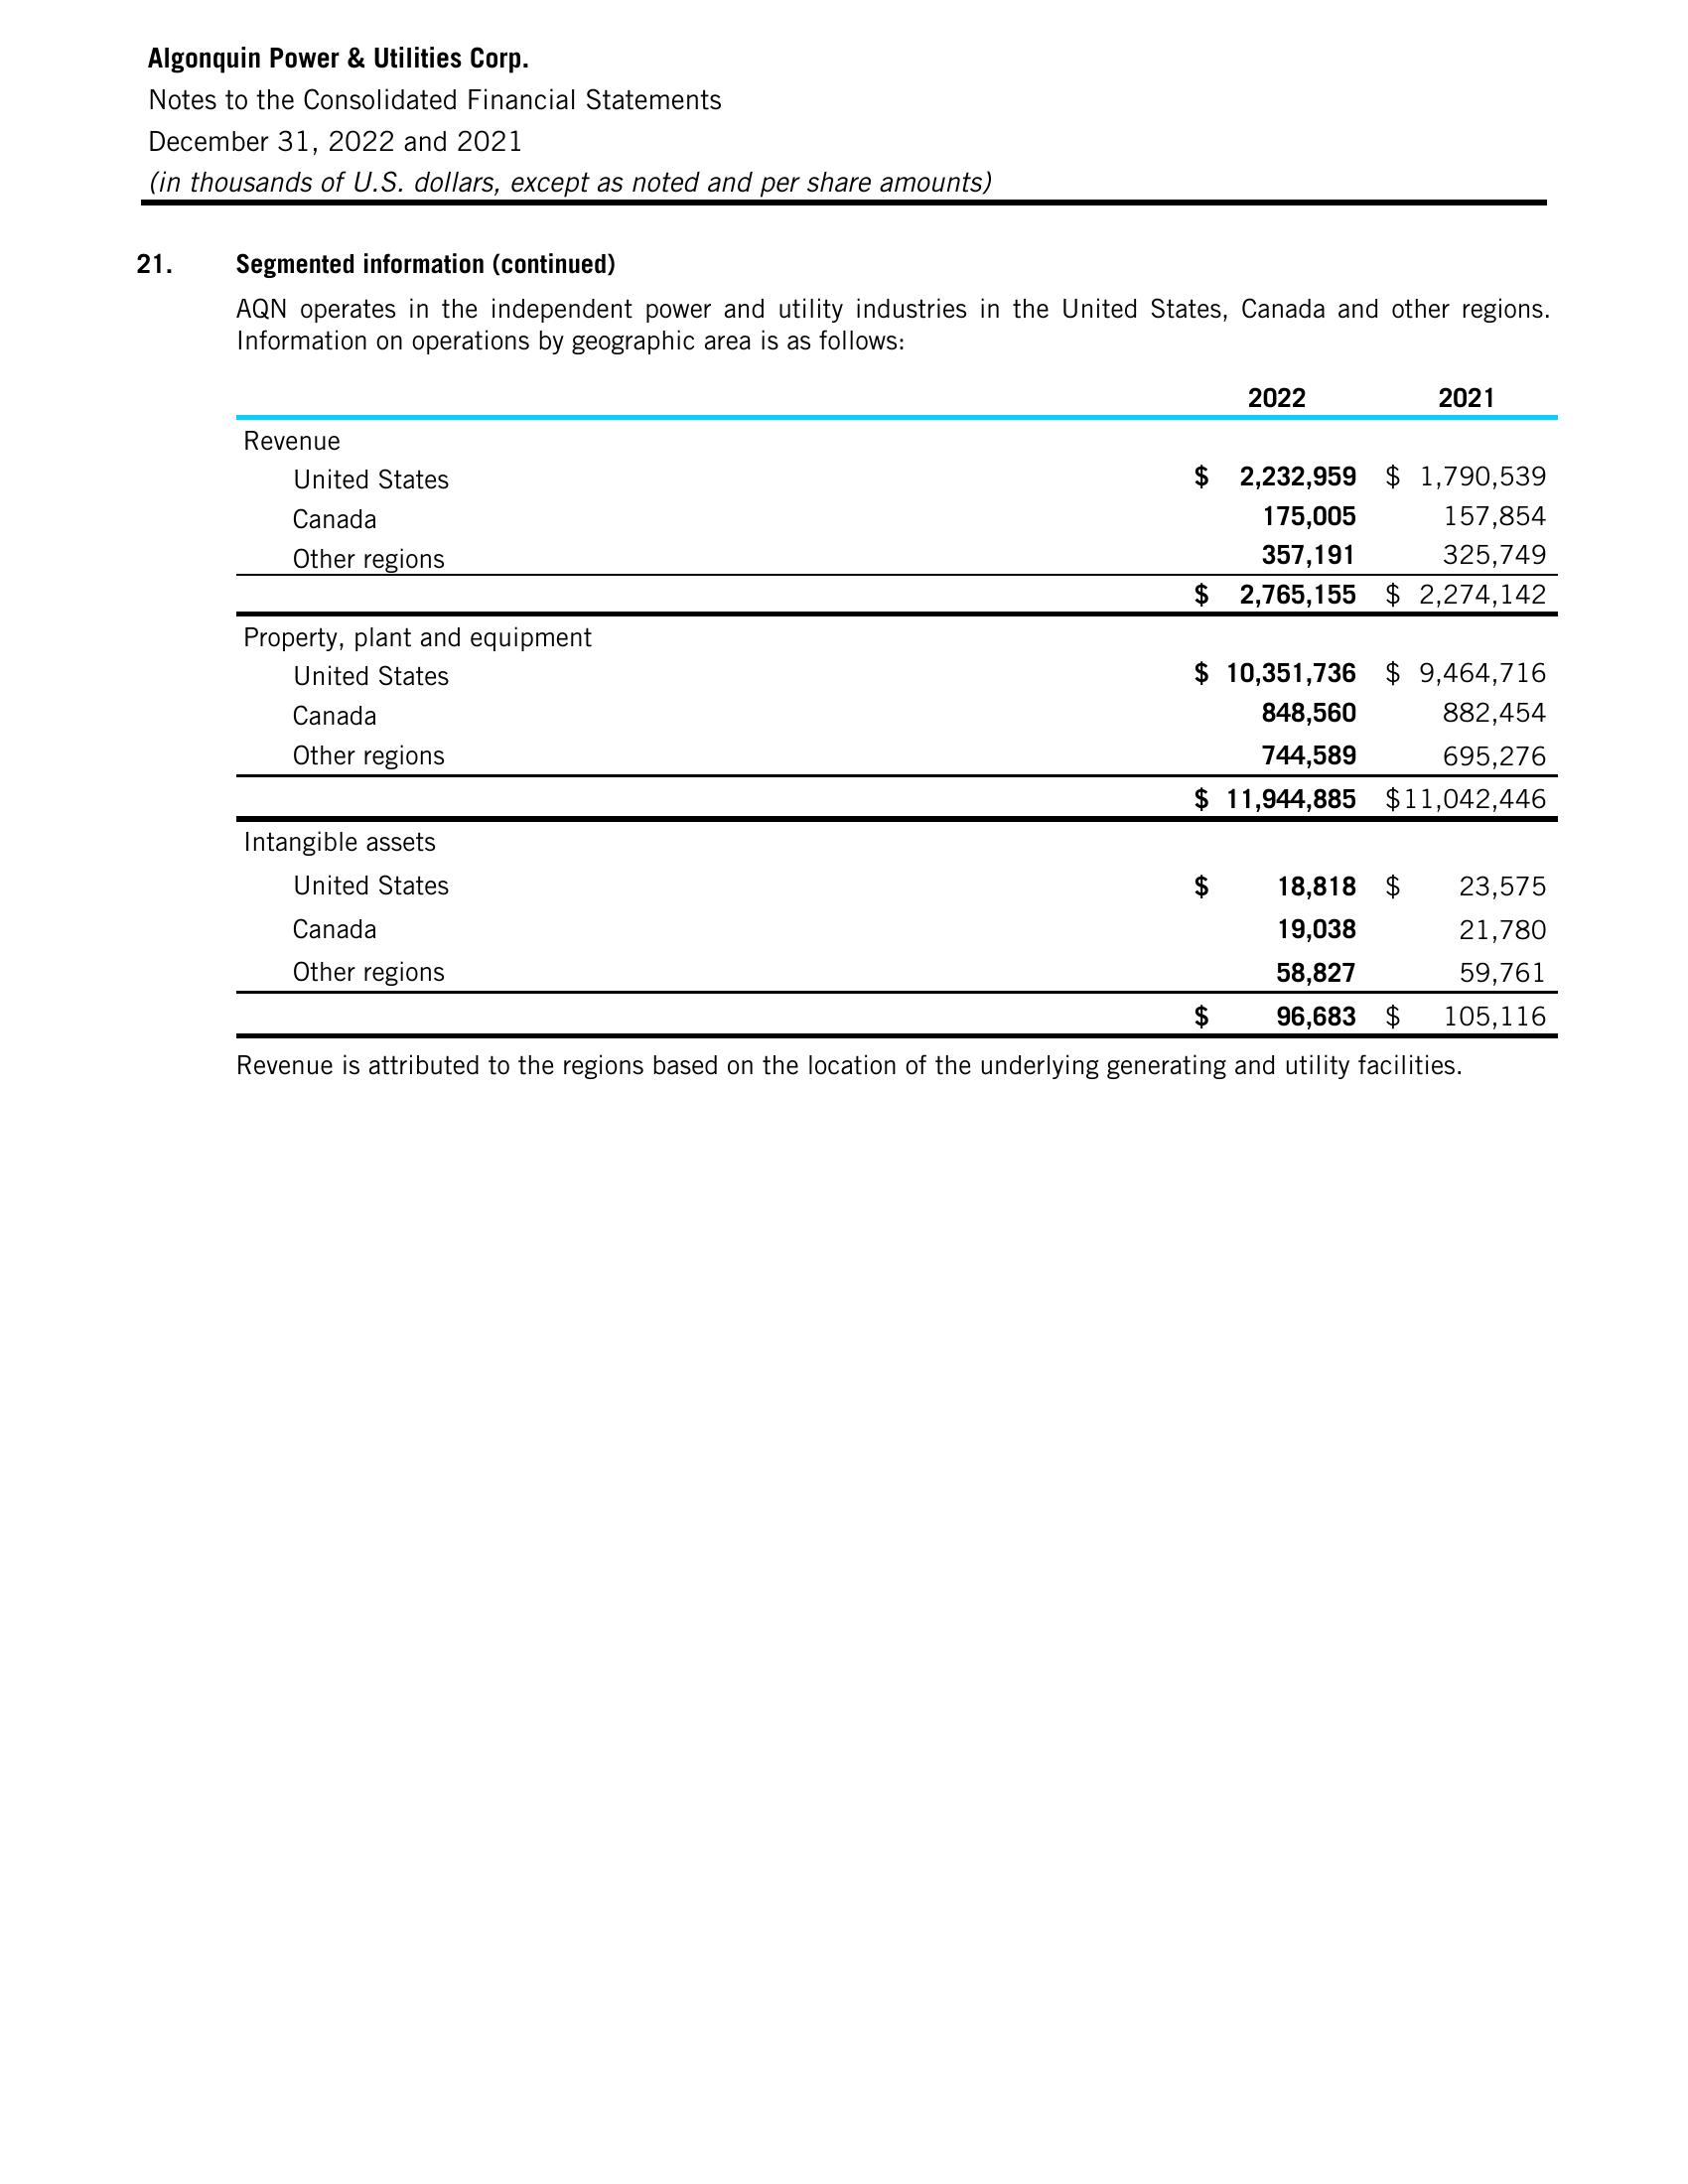 Algonquin Power & Utilities Corp.
Notes to the Consolidated Financial Statements
December 31, 2022 and 2021
(in thousands of U.S. dollars, except as noted and per share amounts)
21. Segmented information (continued)
AQN operates in the independent power and utility industries in the United States, Canada and other regions.
Information on operations by geographic area is as follows:
2022 2021
Revenue
United States $ 2,232,959 $ 1,790,539
Canada 175,005 157,854
Other regions 357,191 325,749
$ 2,765,155 $ 2,274,142
Property, plant and equipment
United States $ 10,351,736 $ 9,464,716
Canada 848,560 882,454
Other regions 744,589 695,276
$ 11,944,885 $11,042,446
Intangible assets
United States $ 18,818 $ 23,575
Canada 19,038 21,780
Other regions 58,827 59,761
$ 96,683 $ 105,116
Revenue is attributed to the regions based on the location of the underlying generating and utility facilities.